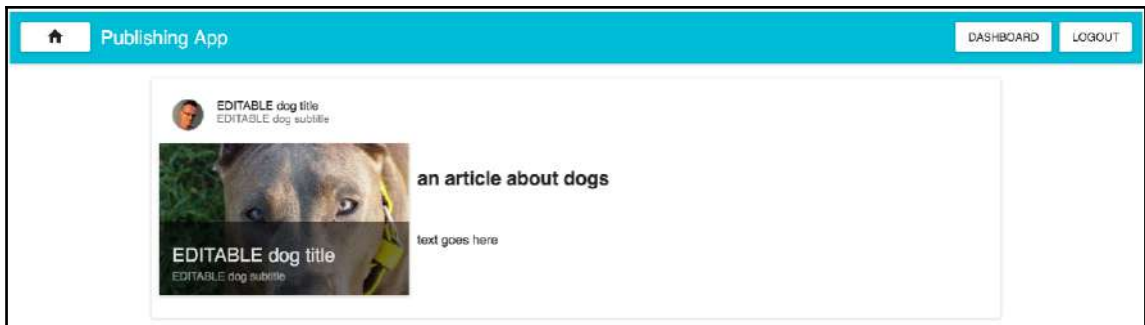 Publishing App
DASHBOARD
LOGOUT
EDITABLE dog title
EDITABLE dog subtitle
an article about dogs
text goes here
EDITABLE dog title
EDITABLE dog subtitle